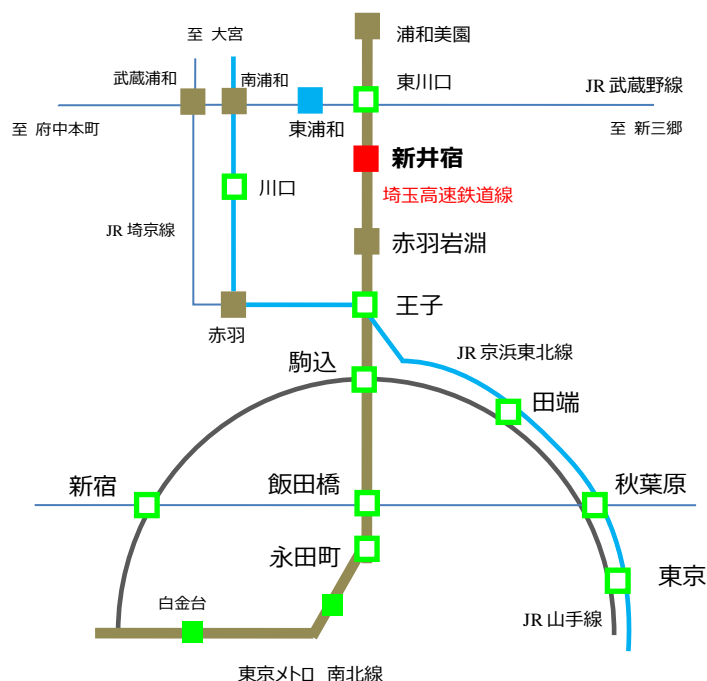 至 大宮
浦和美園
武蔵浦和
南浦和
東川口
JR 武蔵野線
至 府中本町
東浦和
至 新三郷
新井宿
川口
埼玉高速鉄道線
JR 埼京線
赤羽岩淵
赤羽
王子
JR 京浜東北線
駒込
田端
新宿
飯田橋
秋葉原
永田町
東京
白金台
JR 山手線
東京メトロ 南北線